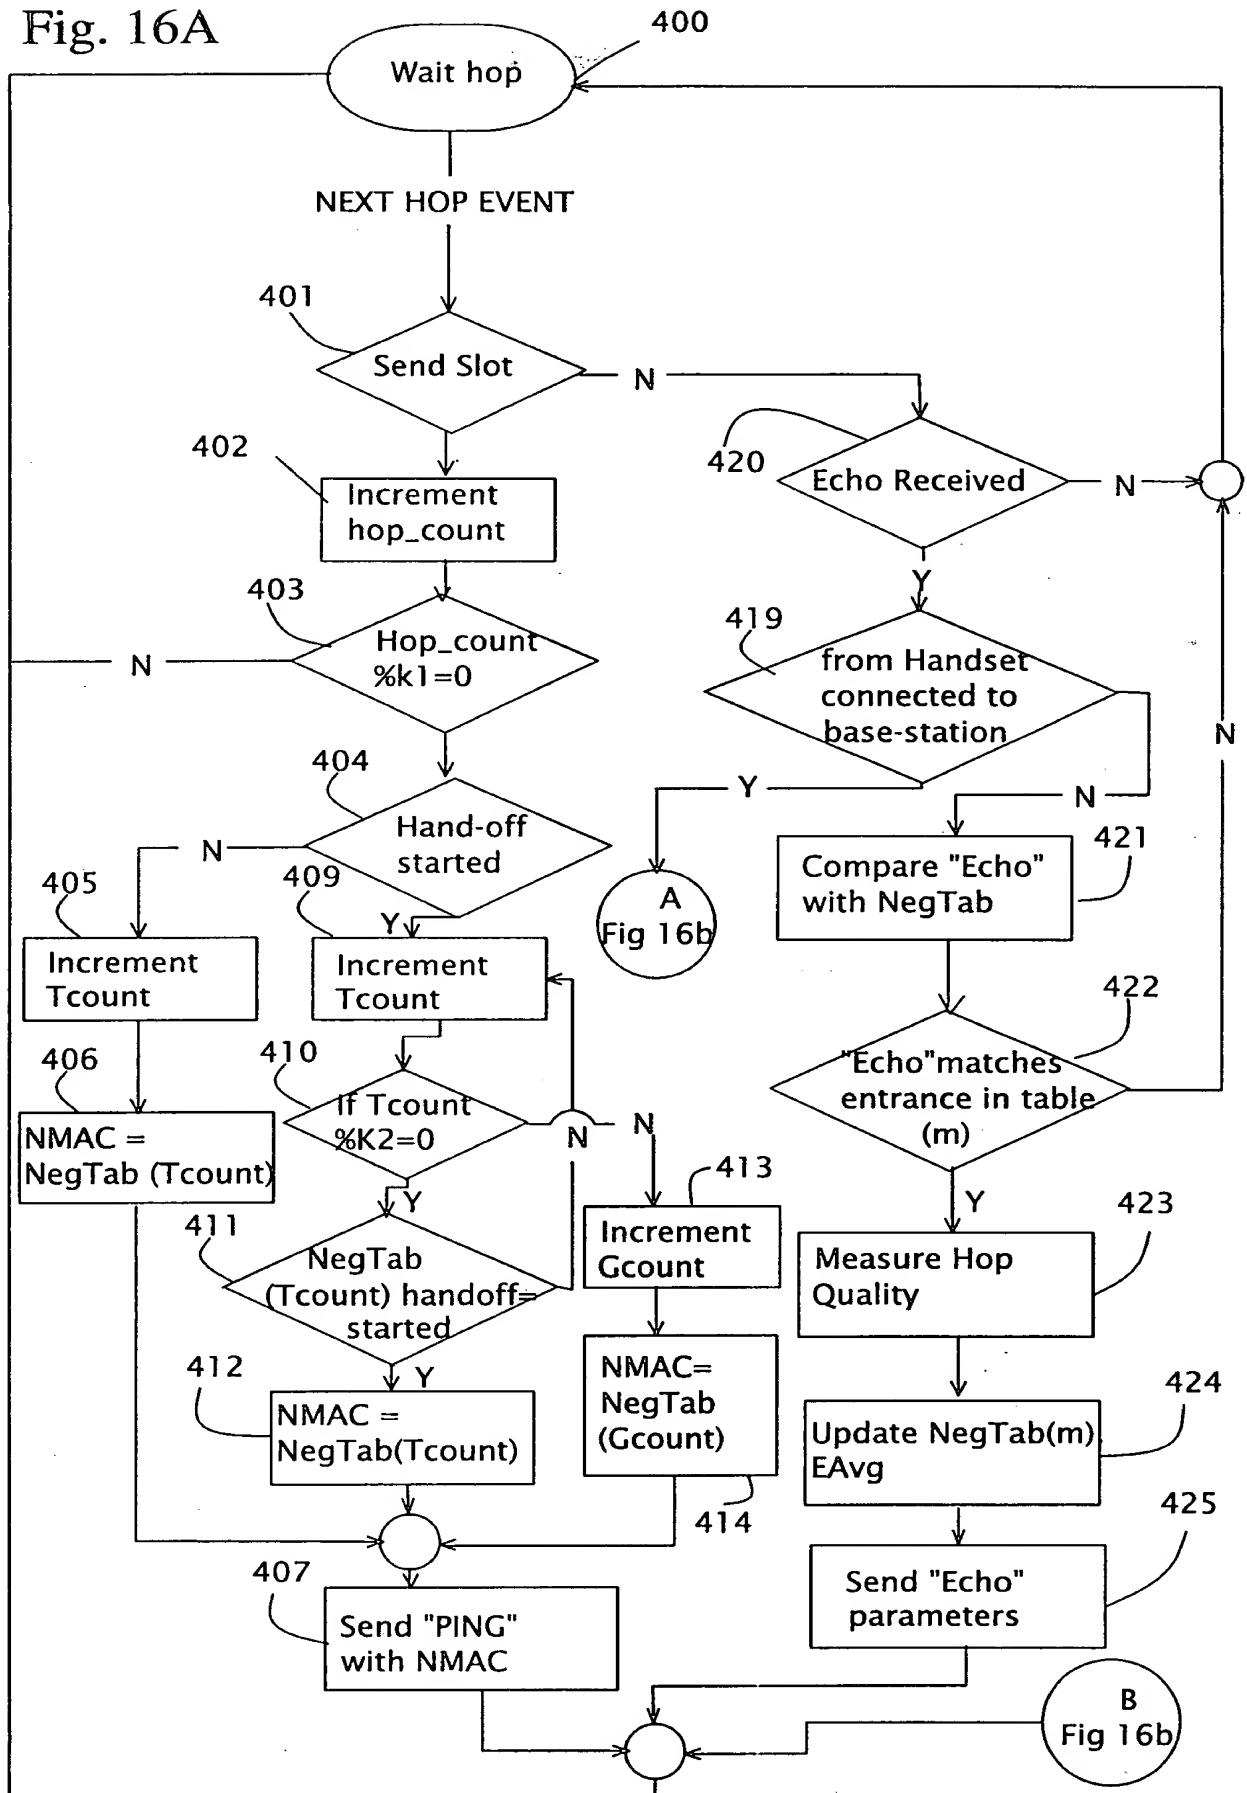 Fig. 16A
400
Wait hop
NEXT HOP EVENT
401
Send Slot
N
402
Increment
hop_count
420
Echo Received
N
Y
403
Hop_count
%k1=0
N
419
from Handset
connected to
base-station
N
Y
N
404
Hand-off
started
N
Y
405
Increment
Tcount
409
Increment
Tcount
A
Fig 16b
421
Compare "Echo"
with NegTab
406
NMAC =
NegTab (Tcount)
410
If Tcount
%K2=0
N
N
Y
422
"Echo"matches
entrance in table
(m)
Y
411
NegTab
(Tcount) handoff=
started
Y
413
Increment
Gcount
423
Measure Hop
Quality
412
NMAC =
NegTab(Tcount)
NMAC=
NegTab
(Gcount)
414
424
Update NegTab(m)
EAvg
407
Send "PING"
with NMAC
425
Send "Echo"
parameters
B
Fig 16b